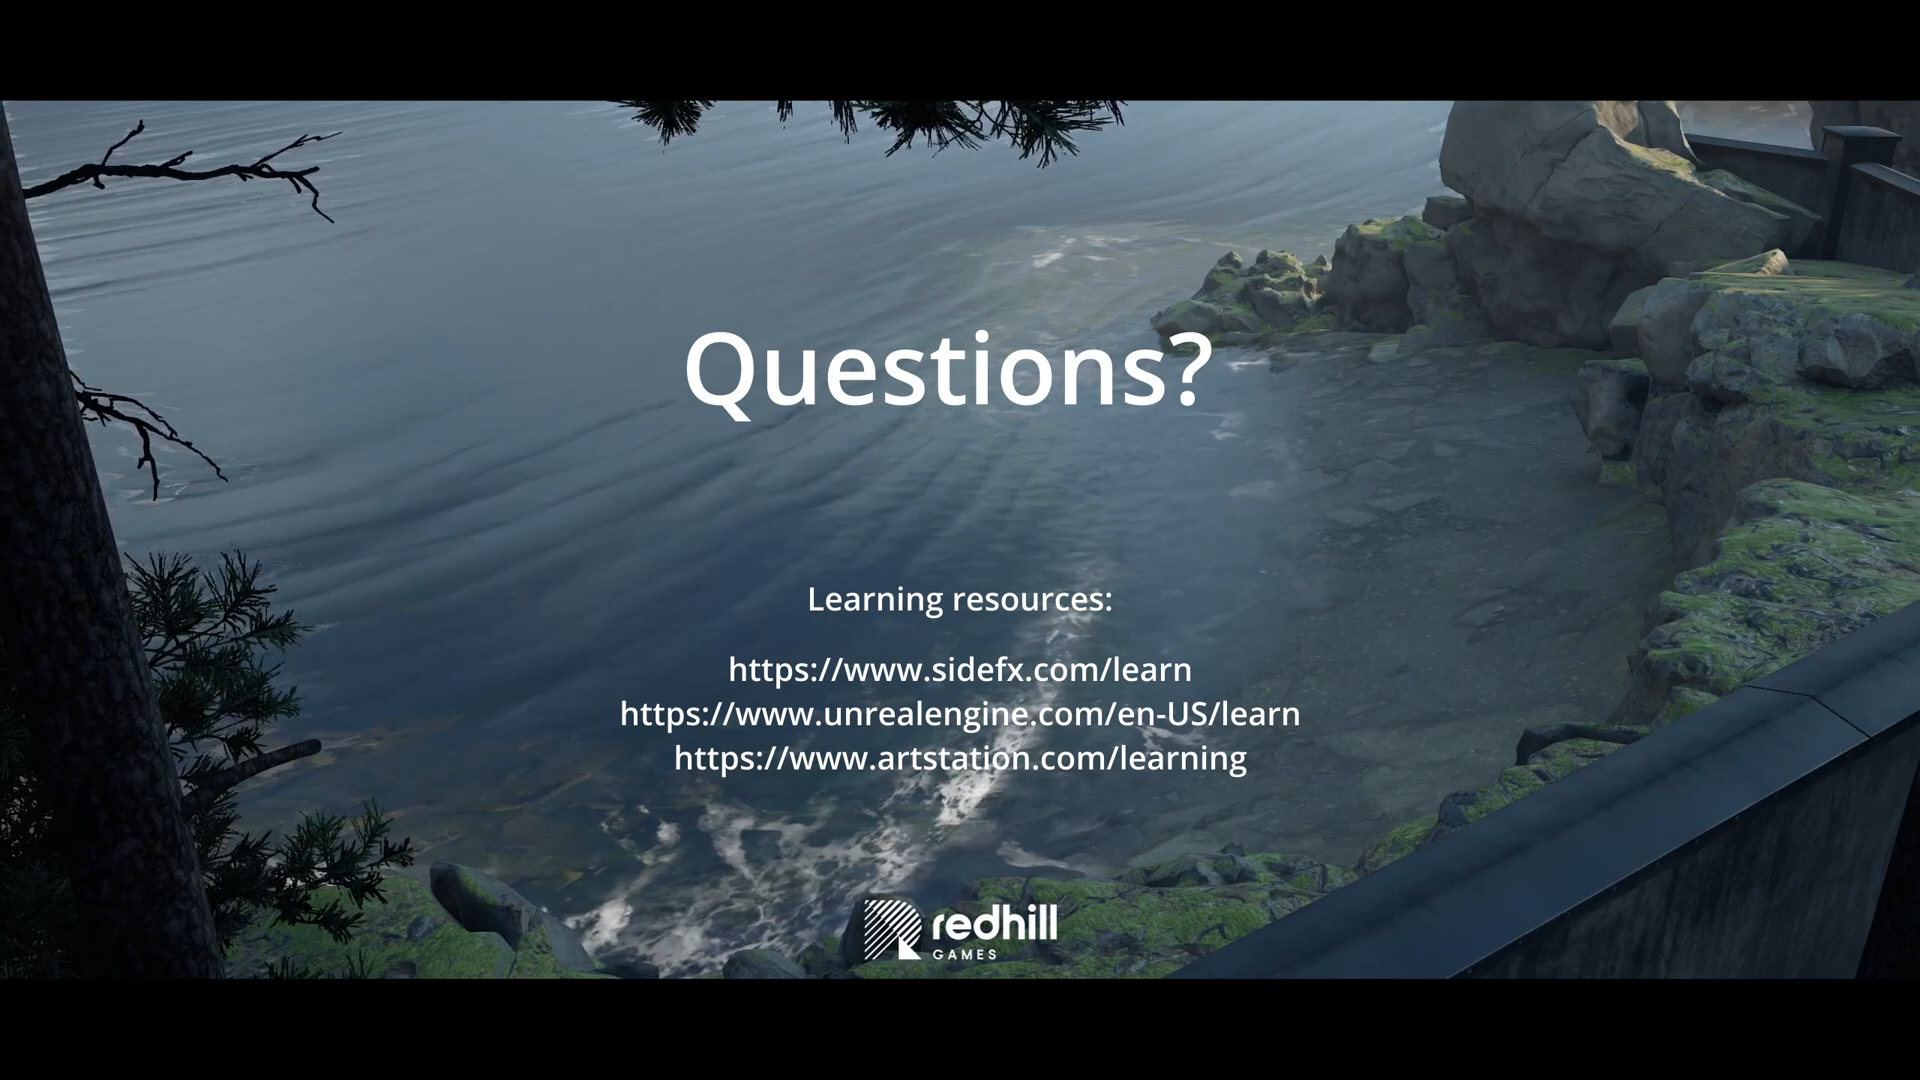 Questions?
Learning resources:
https://www.sidefx.com/learn
https://www.unrealengine.com/en-US/learn
https://www.artstation.com/learning
redhill
GAMES